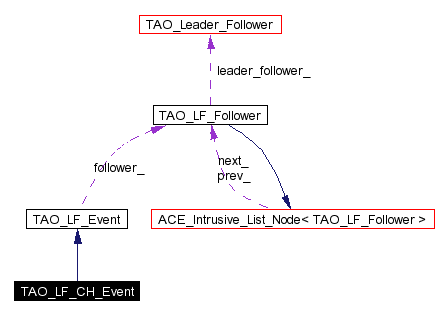 TAO_Leader_Follower
leader_follower_
TAO_LF_Follower
follower_
next_
prev_
TAO_LF_Event
ACE_Intrusive_List_Node< TAO_LF_Follower >
TAO_LF_CH_Event